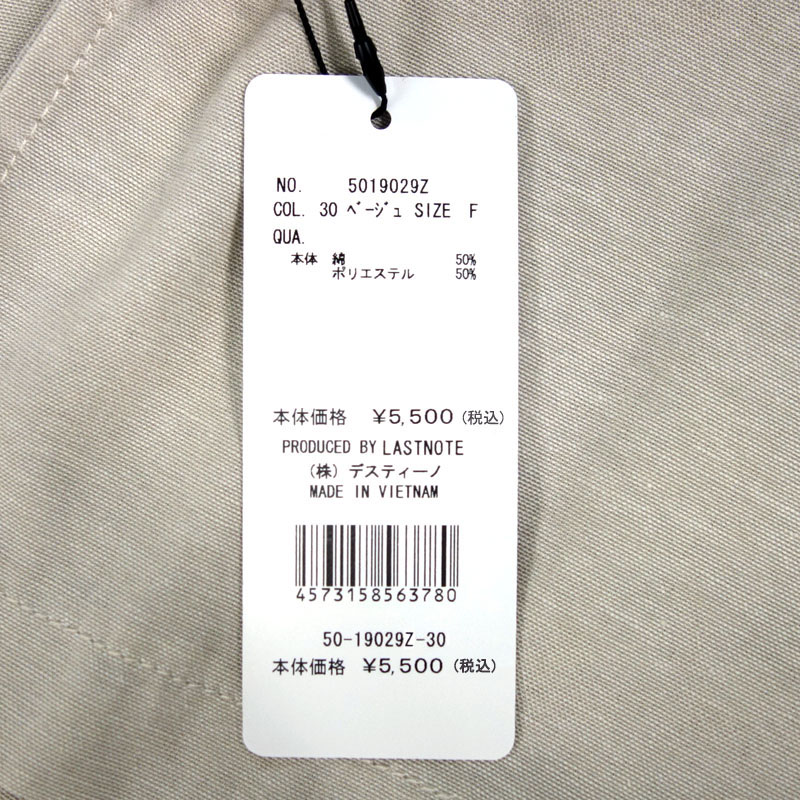 NO. 5019029Z
COL. 30 ﾍﾞｰｼﾞｭ SIZE F
QUA.
本体 綿 50%
ポリエステル 50%
本体価格 ¥5,500 (税込)
PRODUCED BY LASTNOTE
(株) デスティーノ
MADE IN VIETNAM
4573158563780
50-19029Z-30
本体価格 ¥5,500 (税込)